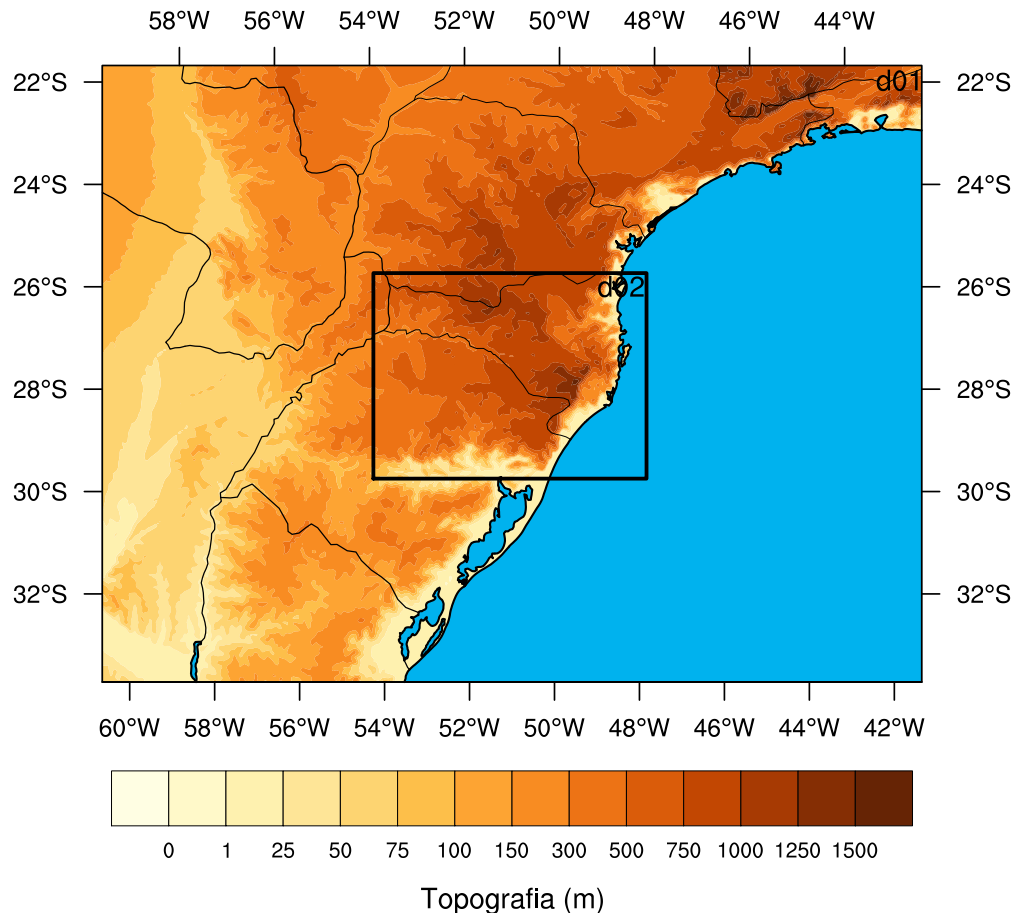 58°W 56°W 54°W 52°W 50°W 48°W 46°W 44°W
22°S d01 22°S
24°S 24°S
26°S d02 26°S
28°S 28°S
30°S 30°S
32°S 32°S
60°W 58°W 56°W 54°W 52°W 50°W 48°W 46°W 44°W 42°W
0 1 25 50 75 100 150 300 500 750 1000 1250 1500
Topografia (m)